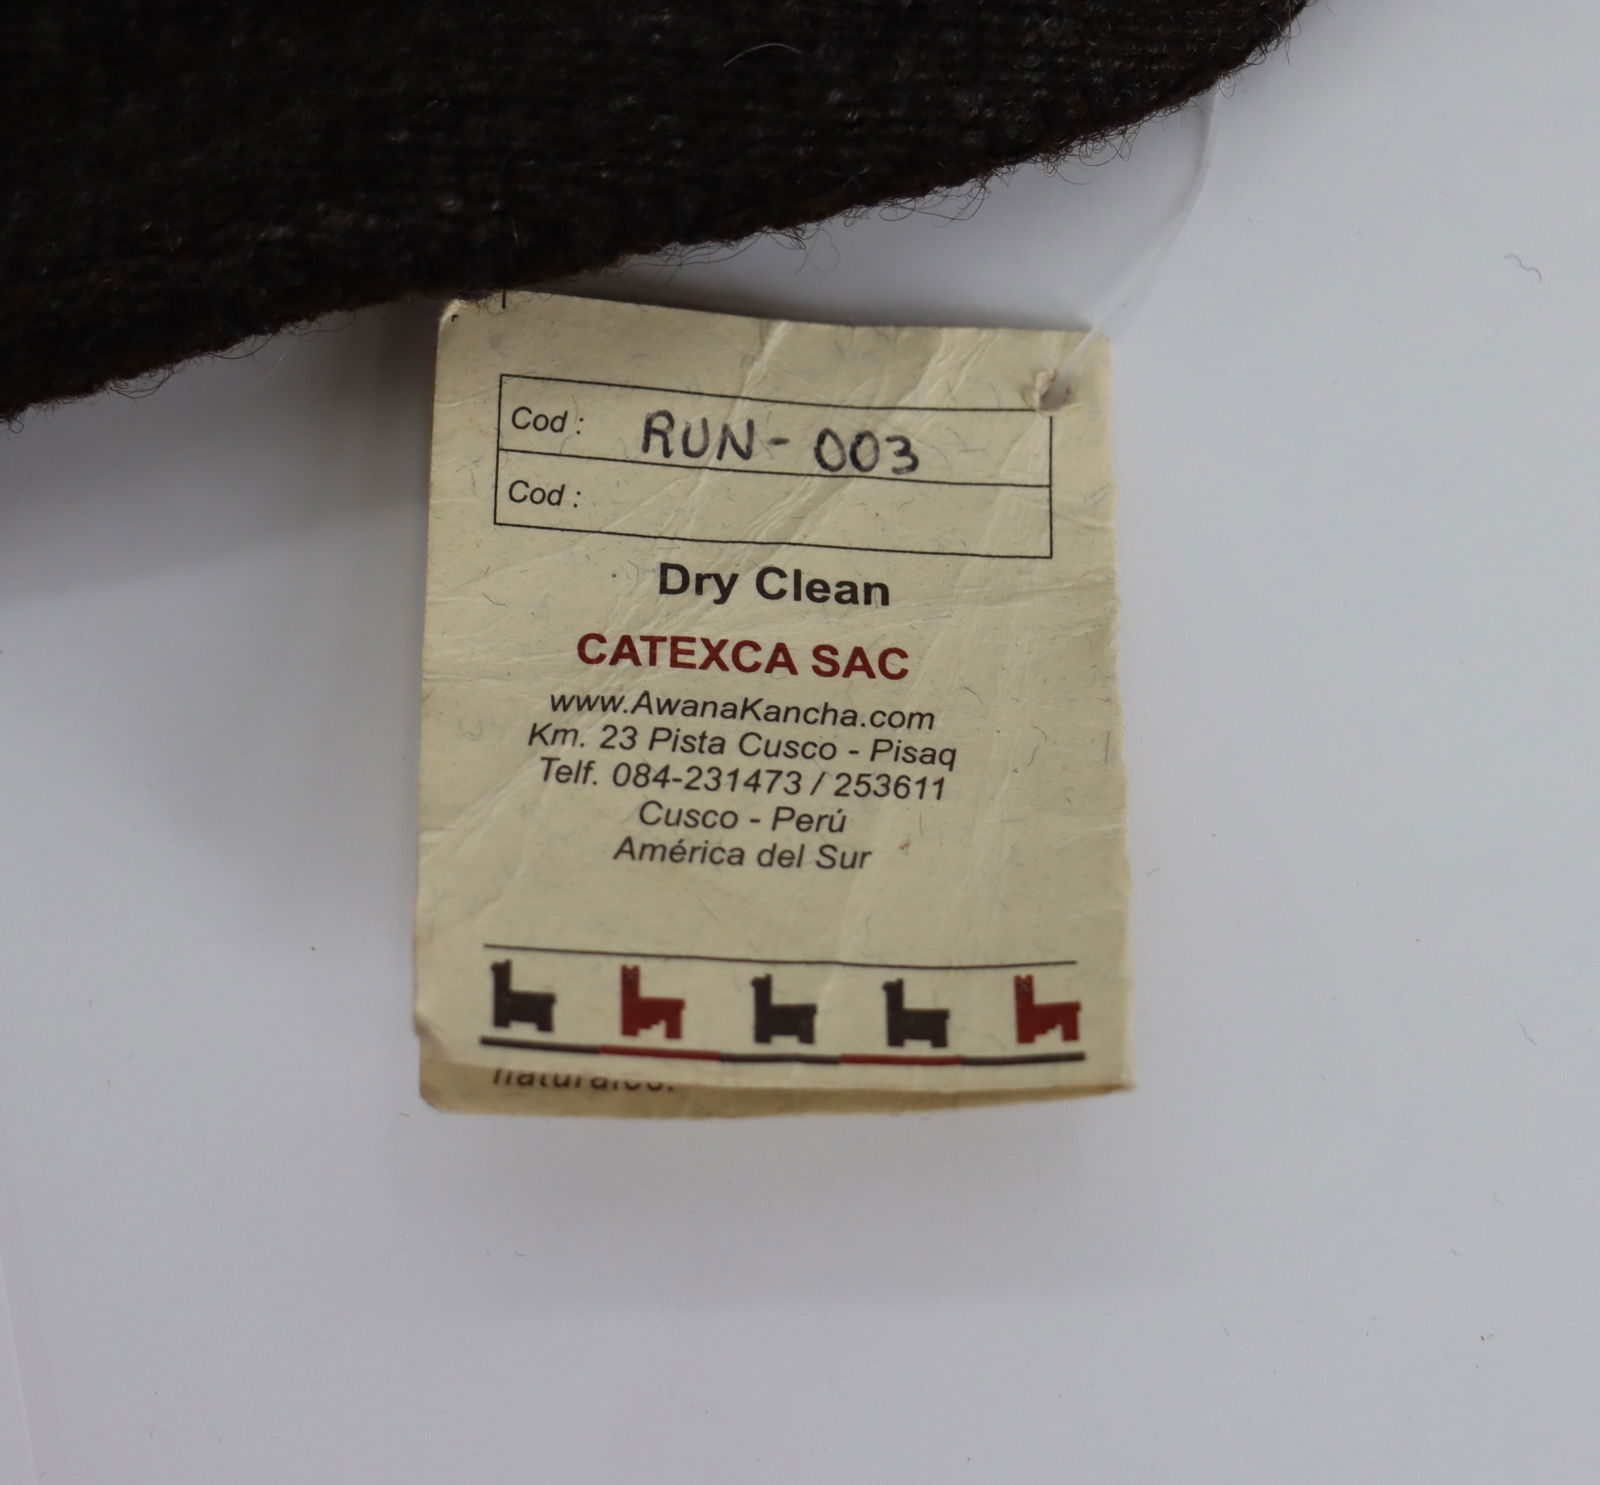 Cod : RUN- 003
Cod :
Dry Clean
CATEXCA SAC
www.AwanaKancha.com
Km. 23 Pista Cusco - Pisaq
Telf. 084-231473 / 253611
Cusco - Perú
América del Sur
naturales.